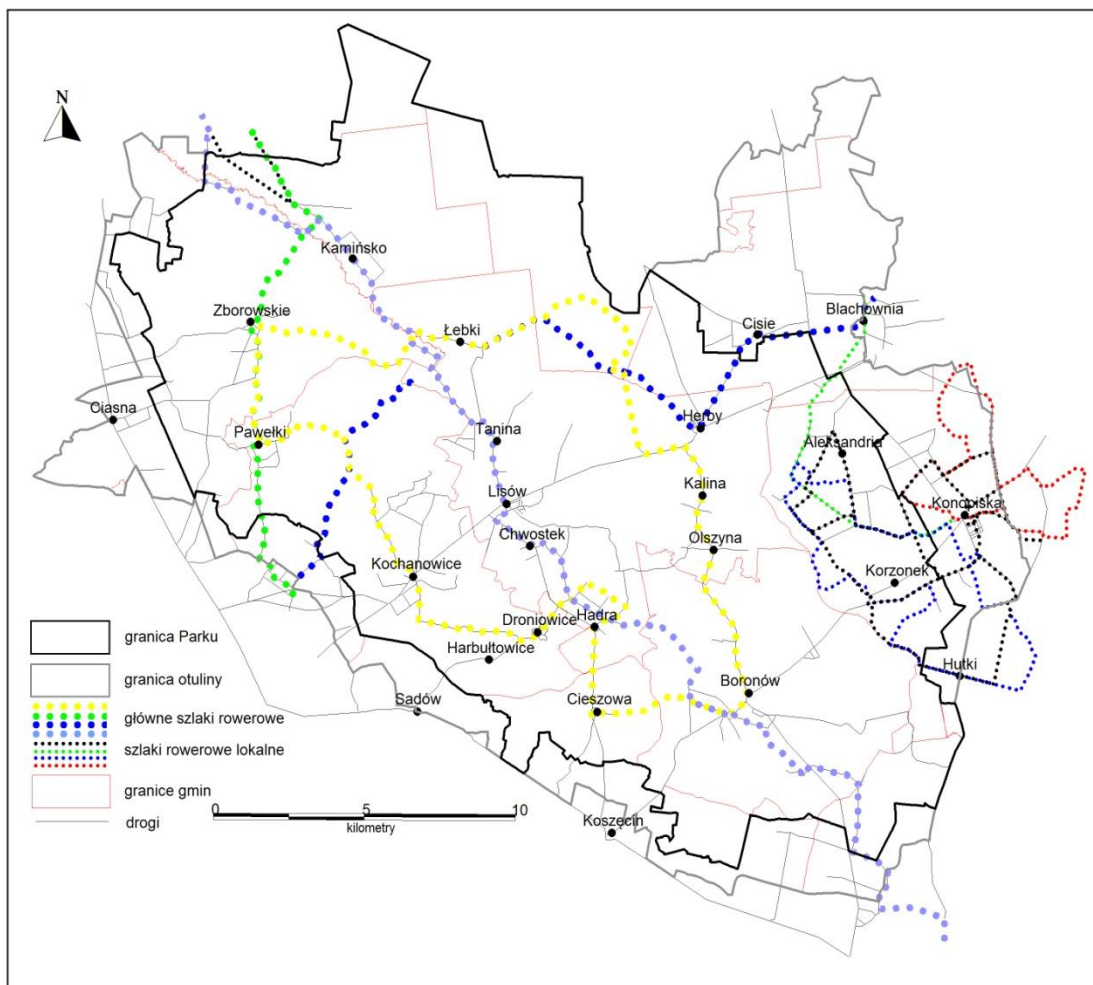 N
Kamińsko
Zborowskie
Łebki
Cisie
Blachownia
Ciasna
Pawełki
Tanina
Herby
Aleksandria
Lisów
Kalina
Konopiska
Chwostek
Olszyna
Kochanowice
Korzonek
Droniowice
Hadra
Harbułtowice
Hutki
Sadów
Cieszowa
Boronów
Koszęcin
granica Parku
granica otuliny
główne szlaki rowerowe
szlaki rowerowe lokalne
granice gmin
drogi
0 5 10
kilometry